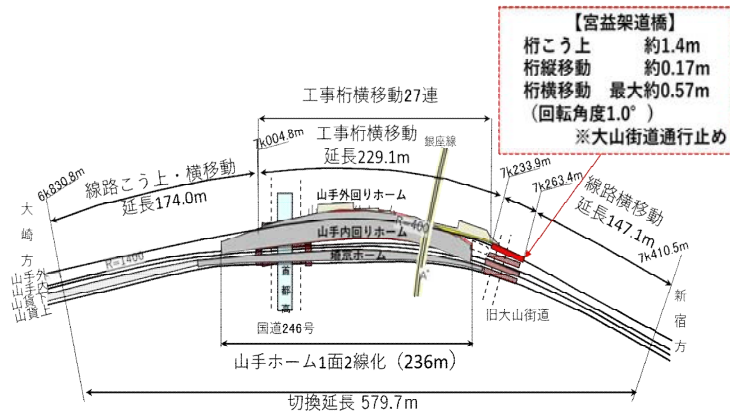 【宮益架道橋】
桁こう上 約1.4m
桁縦移動 約0.17m
桁横移動 最大約0.57m
（回転角度1.0°）
※大山街道通行止め
工事桁横移動27連
7k004.8m
工事桁横移動
延長229.1m
銀座線
6k830.8m
線路こう上・横移動
延長174.0m
7k233.9m
7k263.4m
線路横移動
延長147.1m
7k410.5m
大崎方
山手外回りホーム
R=400
山手内回りホーム
埼京ホーム
R=1400
山手外
山手内
山貨下
山貨上
首都高
国道246号
旧大山街道
新宿方
山手ホーム1面2線化（236m）
切換延長 579.7m